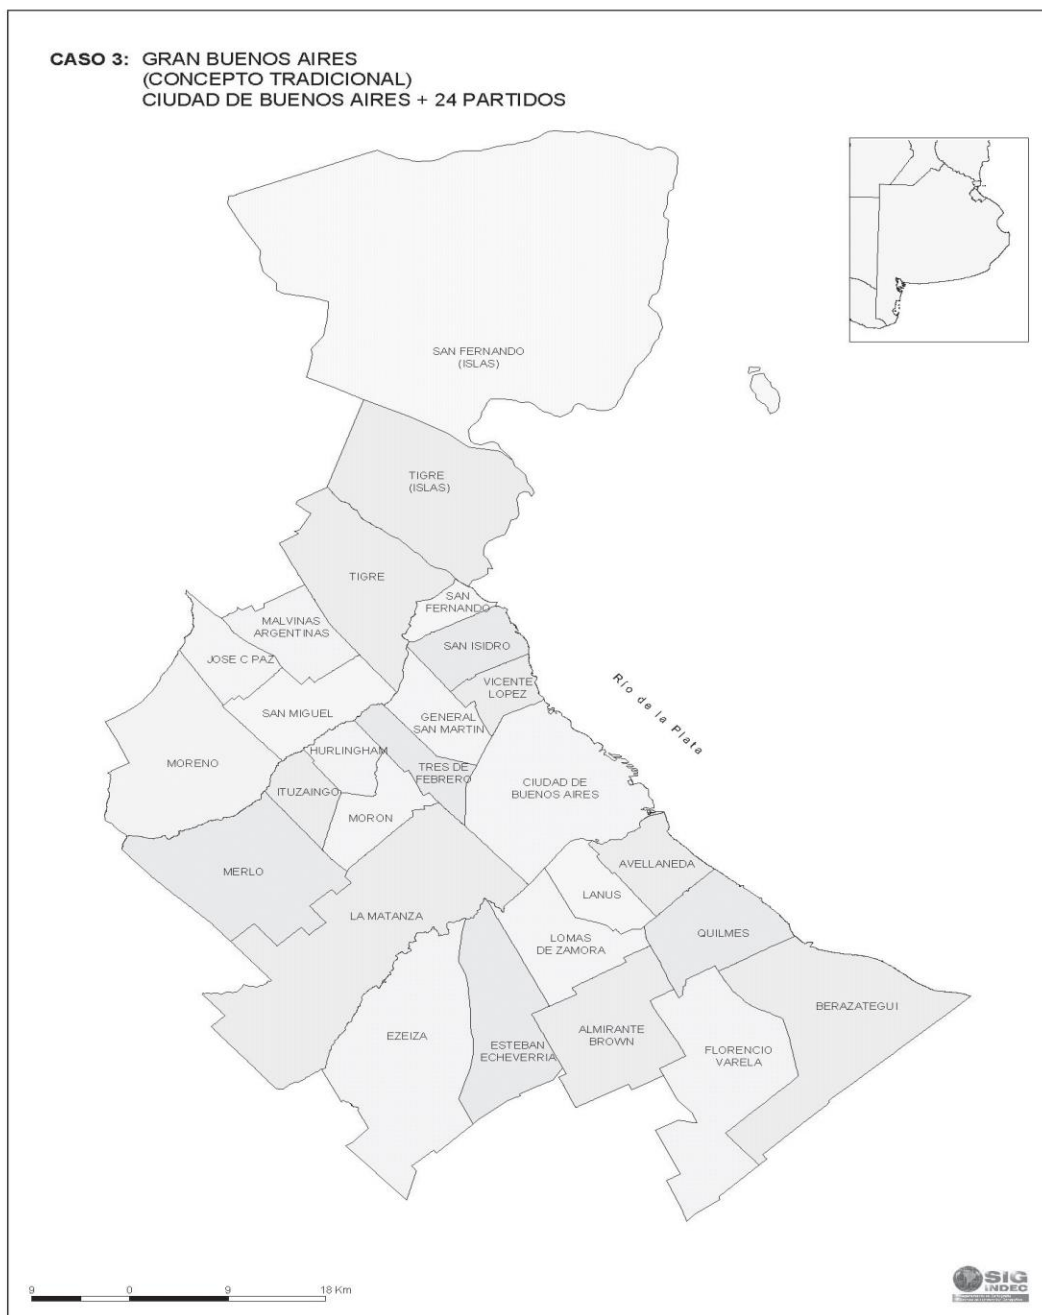 CASO 3: GRAN BUENOS AIRES
(CONCEPTO TRADICIONAL)
CIUDAD DE BUENOS AIRES + 24 PARTIDOS
SAN FERNANDO
(ISLAS)
TIGRE
(ISLAS)
TIGRE
SAN
FERNANDO
MALVINAS
ARGENTINAS
SAN ISIDRO
JOSE C PAZ
VICENTE
LOPEZ
SAN MIGUEL
GENERAL
SAN MARTIN
Río de la Plata
HURLINGHAM
MORENO
TRES DE
FEBRERO
CIUDAD DE
BUENOS AIRES
ITUZAINGO
MORON
MERLO
AVELLANEDA
LANUS
LA MATANZA
QUILMES
LOMAS
DE ZAMORA
BERAZATEGUI
EZEIZA
ALMIRANTE
BROWN
ESTEBAN
ECHEVERRIA
FLORENCIO
VARELA
9 0 9 18 Km
SIG
INDEC